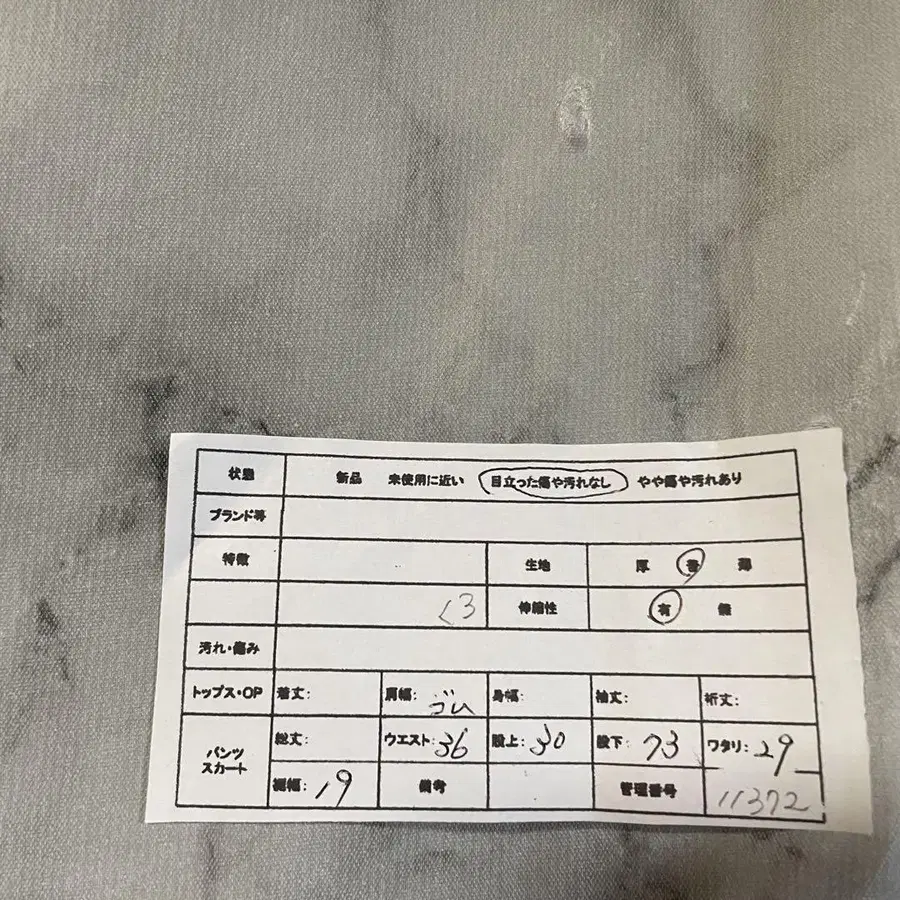 状態 新品 未使用に近い 目立った傷や汚れなし やや傷や汚れあり
ブランド等
特徴 生地 厚 普 薄
く3 伸縮性 有 無
汚れ・傷み
トップス・OP 着丈: 肩幅: 身幅: 袖丈: 裄丈:
ゴム
パンツ スカート
総丈: ウエスト: 36 股上: 30 股下: 73 ワタリ: 29
裾幅: 19 備考 管理番号 11372